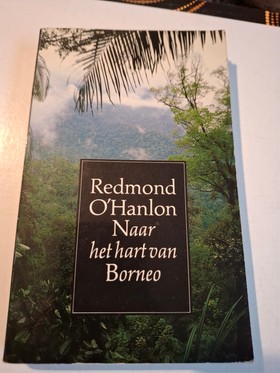 Redmond
O'Hanlon
Naar
het hart van
Borneo